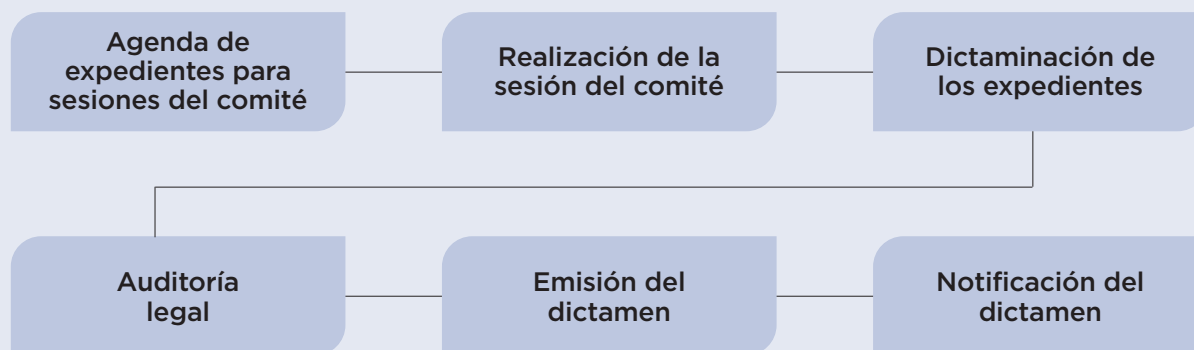 Agenda de
expedientes para
sesiones del comité
Realización de la
sesión del comité
Dictaminación de
los expedientes
Auditoría
legal
Emisión del
dictamen
Notificación del
dictamen